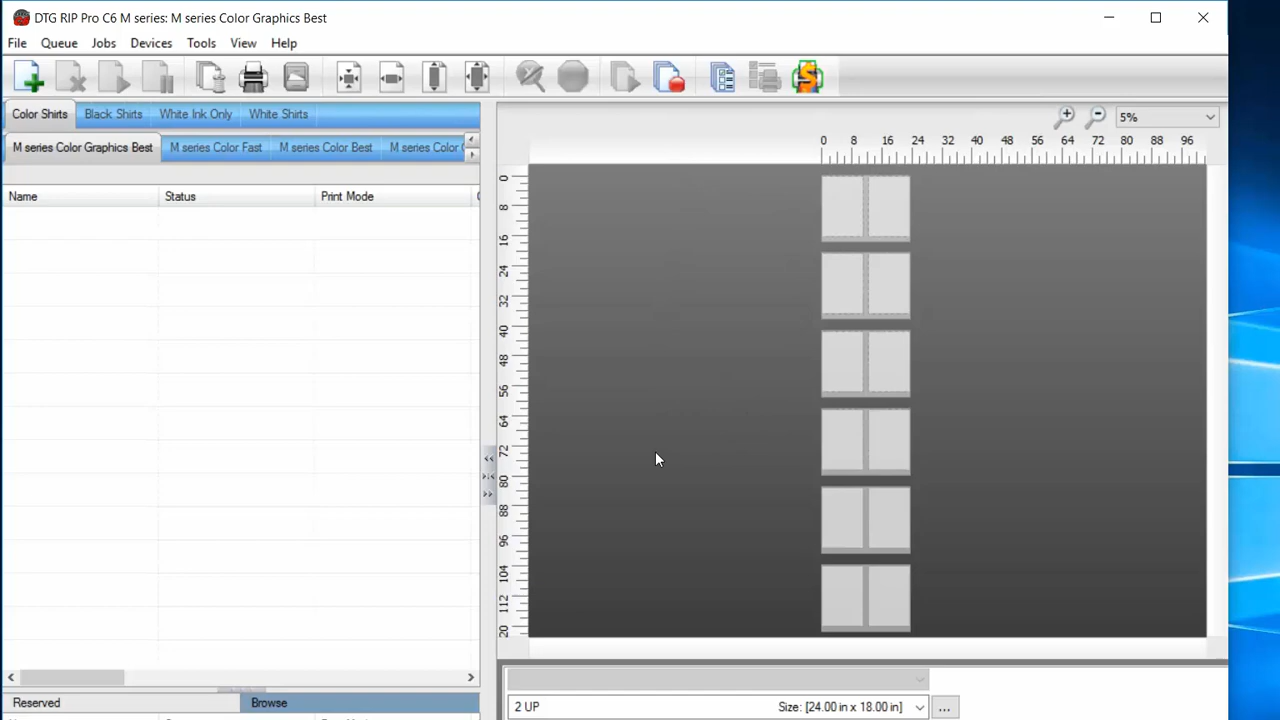 DTG RIP Pro C6 M series: M series Color Graphics Best
File Queue Jobs Devices Tools View Help
Color Shirts Black Shirts White Ink Only White Shirts
5%
M series Color Graphics Best M series Color Fast M series Color Best M series Color
0 8 16 24 32 40 48 56 64 72 80 88 96
Name Status Print Mode
0
8
16
24
32
40
48
56
64
72
80
88
96
104
112
20
Reserved Browse
2 UP Size: [24.00 in x 18.00 in] ...